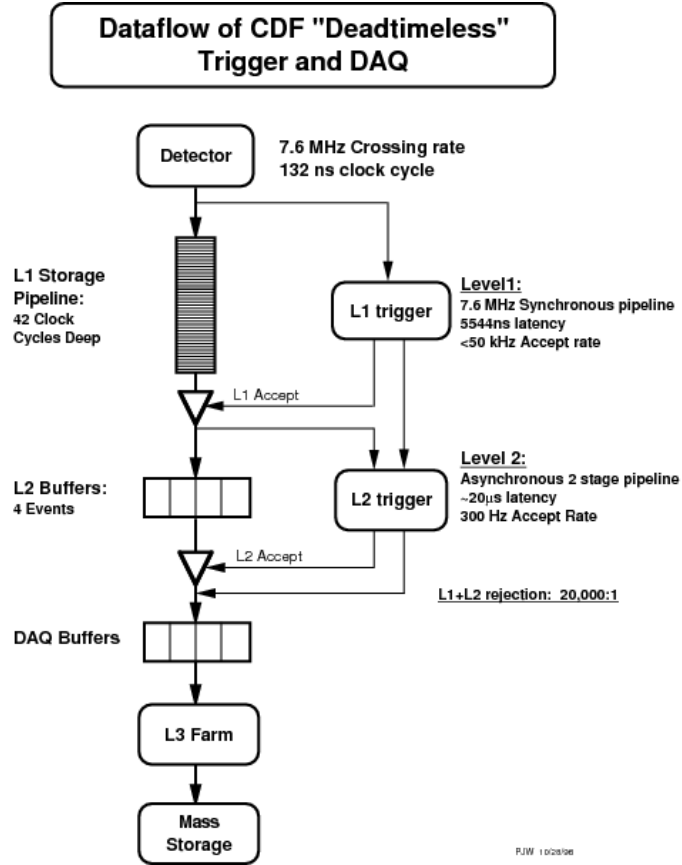 Dataflow of CDF "Deadtimeless"
Trigger and DAQ
Detector
7.6 MHz Crossing rate
132 ns clock cycle
L1 Storage
Pipeline:
42 Clock
Cycles Deep
L1 trigger
Level1:
7.6 MHz Synchronous pipeline
5544ns latency
<50 kHz Accept rate
L1 Accept
L2 Buffers:
4 Events
L2 trigger
Level 2:
Asynchronous 2 stage pipeline
~20μs latency
300 Hz Accept Rate
L2 Accept
L1+L2 rejection: 20,000:1
DAQ Buffers
L3 Farm
Mass
Storage
PJW 10/28/96